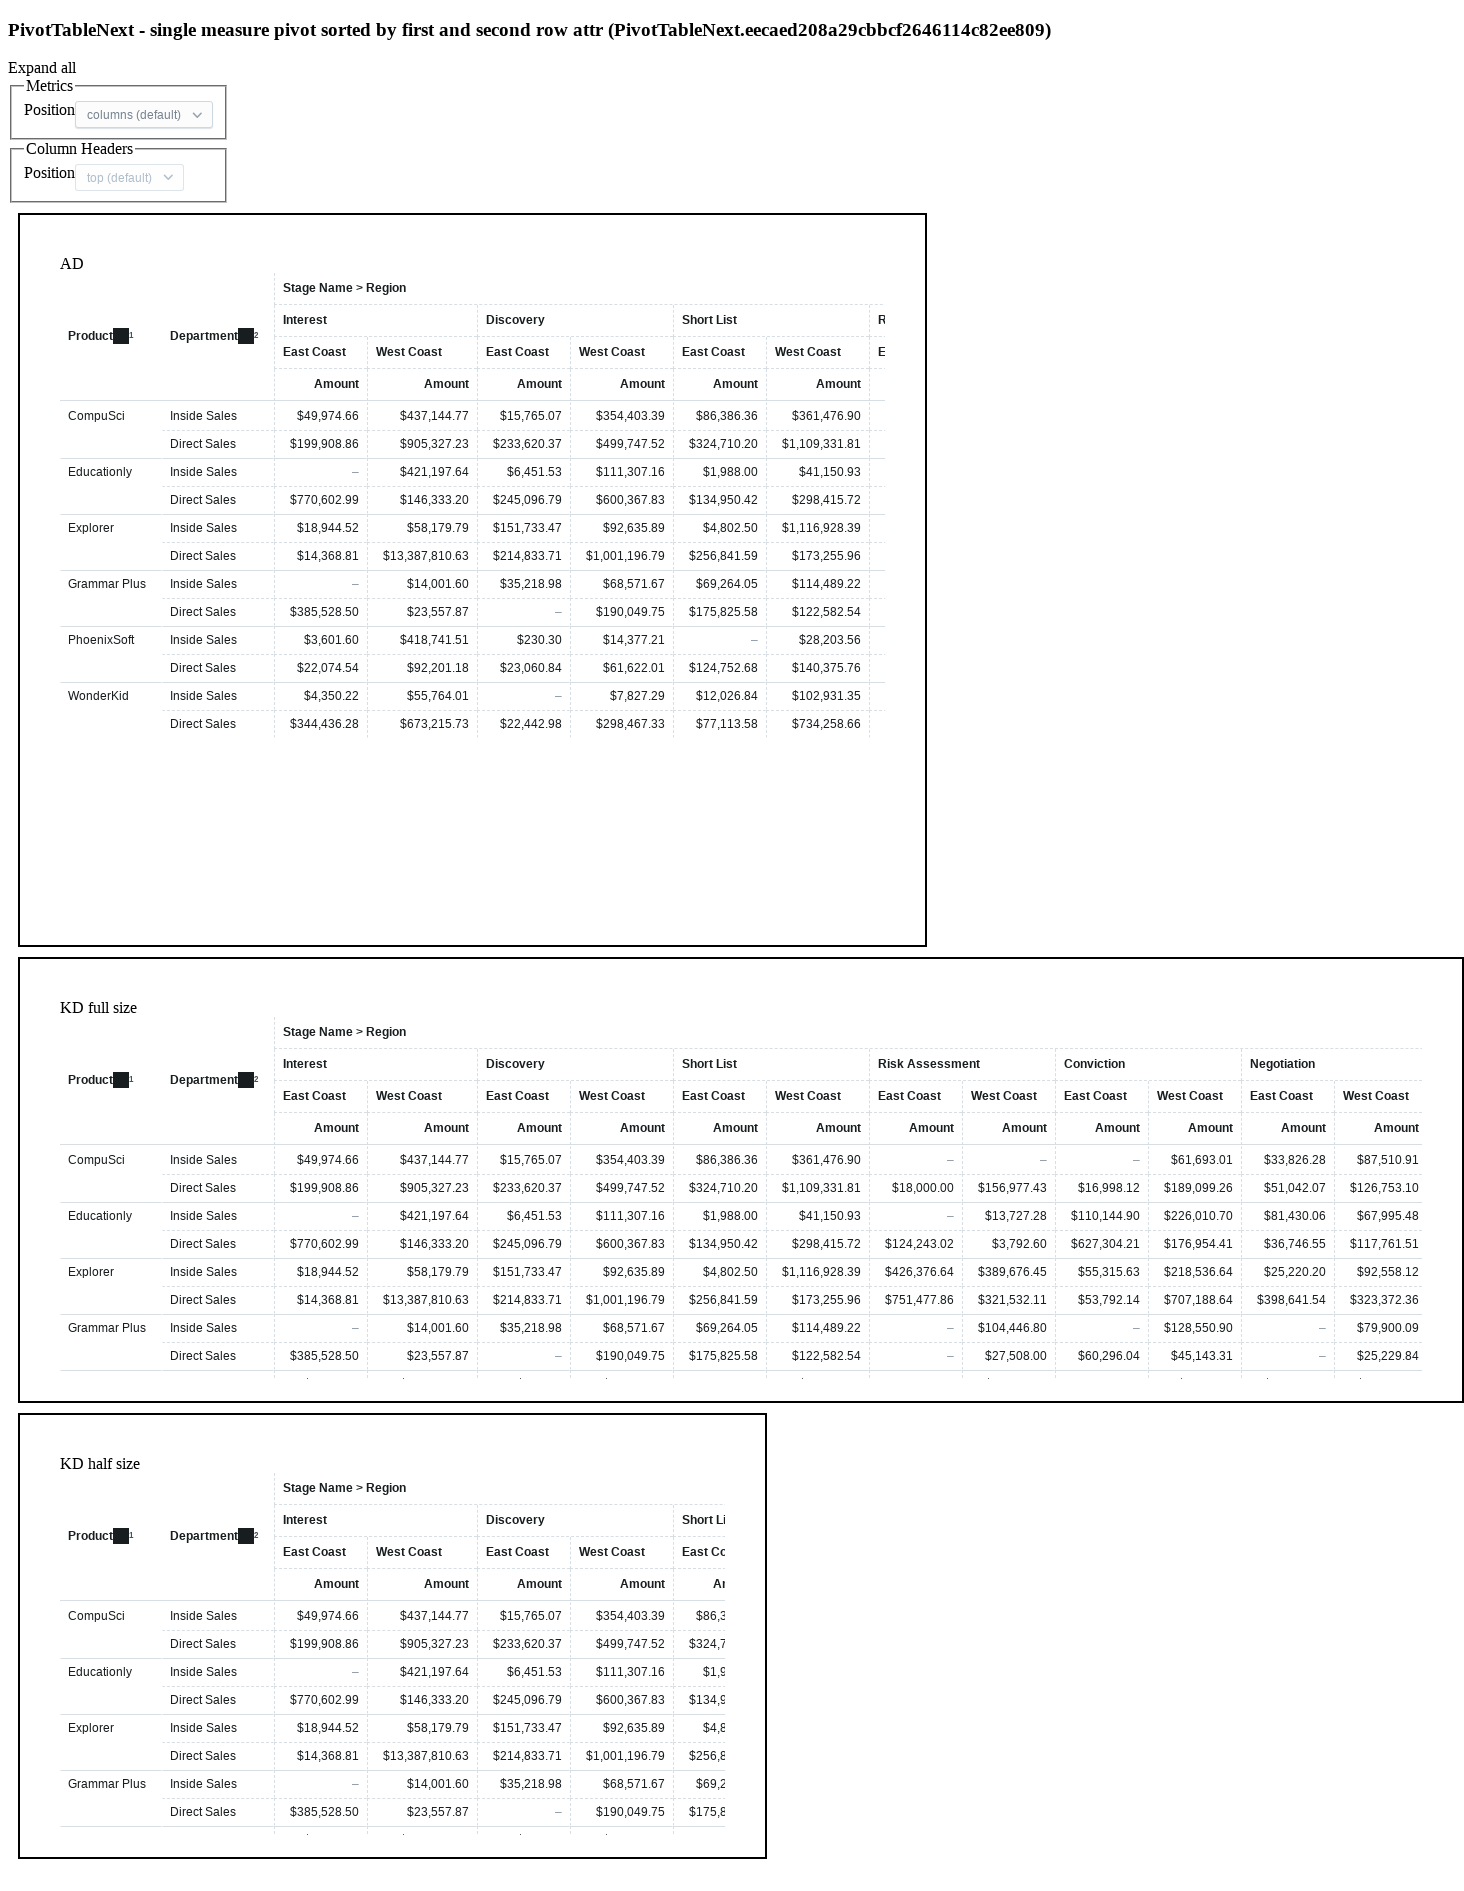 PivotTableNext - single measure pivot sorted by first and second row attr (PivotTableNext.eecaed208a29cbbcf2646114c82ee809)
Expand all
Metrics
Position columns (default)
Column Headers
Position top (default)
AD
Stage Name > Region
Product 1 Department 2
Interest Discovery Short List R
East Coast West Coast East Coast West Coast East Coast West Coast E
Amount Amount Amount Amount Amount Amount
CompuSci Inside Sales $49,974.66 $437,144.77 $15,765.07 $354,403.39 $86,386.36 $361,476.90
Direct Sales $199,908.86 $905,327.23 $233,620.37 $499,747.52 $324,710.20 $1,109,331.81
Educationly Inside Sales – $421,197.64 $6,451.53 $111,307.16 $1,988.00 $41,150.93
Direct Sales $770,602.99 $146,333.20 $245,096.79 $600,367.83 $134,950.42 $298,415.72
Explorer Inside Sales $18,944.52 $58,179.79 $151,733.47 $92,635.89 $4,802.50 $1,116,928.39
Direct Sales $14,368.81 $13,387,810.63 $214,833.71 $1,001,196.79 $256,841.59 $173,255.96
Grammar Plus Inside Sales – $14,001.60 $35,218.98 $68,571.67 $69,264.05 $114,489.22
Direct Sales $385,528.50 $23,557.87 – $190,049.75 $175,825.58 $122,582.54
PhoenixSoft Inside Sales $3,601.60 $418,741.51 $230.30 $14,377.21 – $28,203.56
Direct Sales $22,074.54 $92,201.18 $23,060.84 $61,622.01 $124,752.68 $140,375.76
WonderKid Inside Sales $4,350.22 $55,764.01 – $7,827.29 $12,026.84 $102,931.35
Direct Sales $344,436.28 $673,215.73 $22,442.98 $298,467.33 $77,113.58 $734,258.66
KD full size
Stage Name > Region
Product 1 Department 2
Interest Discovery Short List Risk Assessment Conviction Negotiation
East Coast West Coast East Coast West Coast East Coast West Coast East Coast West Coast East Coast West Coast East Coast West Coast
Amount Amount Amount Amount Amount Amount Amount Amount Amount Amount Amount Amount
CompuSci Inside Sales $49,974.66 $437,144.77 $15,765.07 $354,403.39 $86,386.36 $361,476.90 – – – $61,693.01 $33,826.28 $87,510.91
Direct Sales $199,908.86 $905,327.23 $233,620.37 $499,747.52 $324,710.20 $1,109,331.81 $18,000.00 $156,977.43 $16,998.12 $189,099.26 $51,042.07 $126,753.10
Educationly Inside Sales – $421,197.64 $6,451.53 $111,307.16 $1,988.00 $41,150.93 – $13,727.28 $110,144.90 $226,010.70 $81,430.06 $67,995.48
Direct Sales $770,602.99 $146,333.20 $245,096.79 $600,367.83 $134,950.42 $298,415.72 $124,243.02 $3,792.60 $627,304.21 $176,954.41 $36,746.55 $117,761.51
Explorer Inside Sales $18,944.52 $58,179.79 $151,733.47 $92,635.89 $4,802.50 $1,116,928.39 $426,376.64 $389,676.45 $55,315.63 $218,536.64 $25,220.20 $92,558.12
Direct Sales $14,368.81 $13,387,810.63 $214,833.71 $1,001,196.79 $256,841.59 $173,255.96 $751,477.86 $321,532.11 $53,792.14 $707,188.64 $398,641.54 $323,372.36
Grammar Plus Inside Sales – $14,001.60 $35,218.98 $68,571.67 $69,264.05 $114,489.22 – $104,446.80 – $128,550.90 – $79,900.09
Direct Sales $385,528.50 $23,557.87 – $190,049.75 $175,825.58 $122,582.54 – $27,508.00 $60,296.04 $45,143.31 – $25,229.84
KD half size
Stage Name > Region
Product 1 Department 2
Interest Discovery Short Li
East Coast West Coast East Coast West Coast East Co
Amount Amount Amount Amount Ar
CompuSci Inside Sales $49,974.66 $437,144.77 $15,765.07 $354,403.39 $86,3
Direct Sales $199,908.86 $905,327.23 $233,620.37 $499,747.52 $324,7
Educationly Inside Sales – $421,197.64 $6,451.53 $111,307.16 $1,9
Direct Sales $770,602.99 $146,333.20 $245,096.79 $600,367.83 $134,9
Explorer Inside Sales $18,944.52 $58,179.79 $151,733.47 $92,635.89 $4,8
Direct Sales $14,368.81 $13,387,810.63 $214,833.71 $1,001,196.79 $256,8
Grammar Plus Inside Sales – $14,001.60 $35,218.98 $68,571.67 $69,2
Direct Sales $385,528.50 $23,557.87 – $190,049.75 $175,8